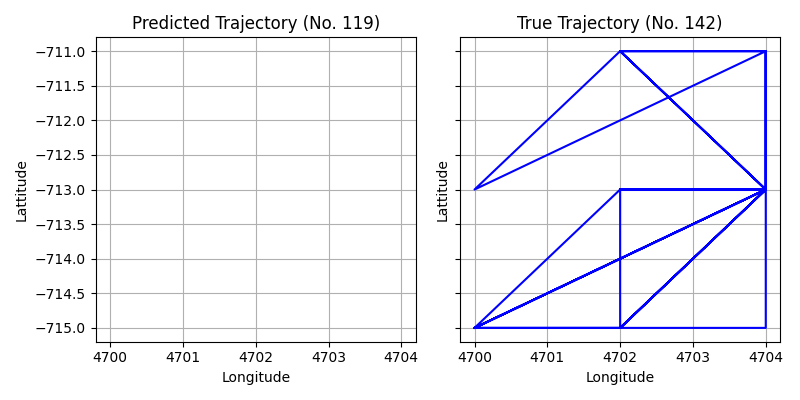 Predicted Trajectory (No. 119)
−711.0
−711.5
−712.0
−712.5
−713.0
−713.5
−714.0
−714.5
−715.0
Lattitude
4700 4701 4702 4703 4704
Longitude
True Trajectory (No. 142)
Lattitude
4700 4701 4702 4703 4704
Longitude